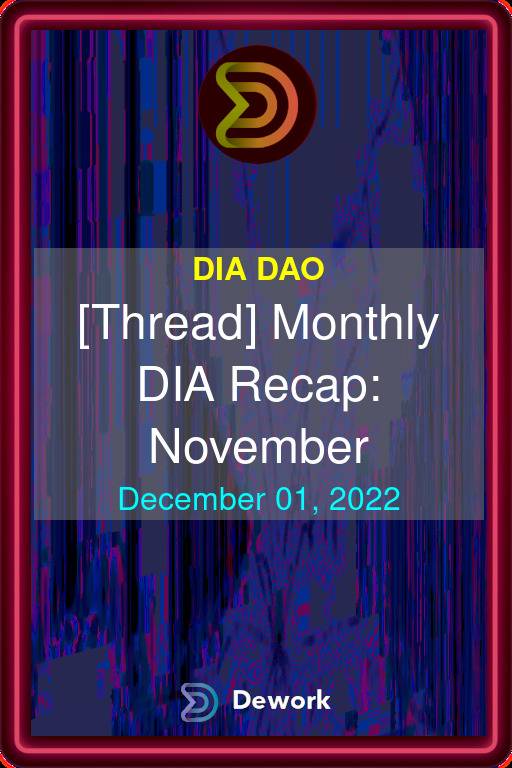 DIA DAO
[Thread] Monthly
DIA Recap:
November
December 01, 2022
Dework